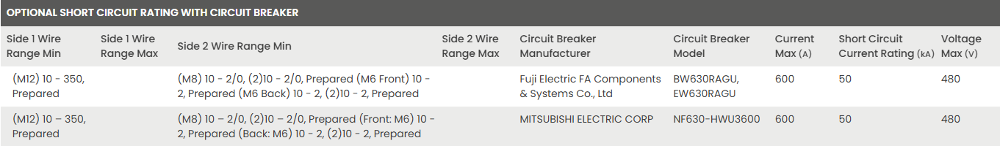 OPTIONAL SHORT CIRCUIT RATING WITH CIRCUIT BREAKER
Side 1 Wire Range Min
Side 1 Wire Range Max
Side 2 Wire Range Min
Side 2 Wire Range Max
Circuit Breaker Manufacturer
Circuit Breaker Model
Current Max (A)
Short Circuit Current Rating (kA)
Voltage Max (V)
(M12) 10 - 350,
Prepared
(M8) 10 - 2/0, (2)10 - 2/0, Prepared (M6 Front) 10 -
2, Prepared (M6 Back) 10 - 2, (2)10 - 2, Prepared
Fuji Electric FA Components
& Systems Co., Ltd
BW630RAGU,
EW630RAGU
600
50
480
(M12) 10 – 350,
Prepared
(M8) 10 – 2/0, (2)10 – 2/0, Prepared (Front: M6) 10 -
2, Prepared (Back: M6) 10 - 2, (2)10 - 2, Prepared
MITSUBISHI ELECTRIC CORP
NF630-HWU3600
600
50
480